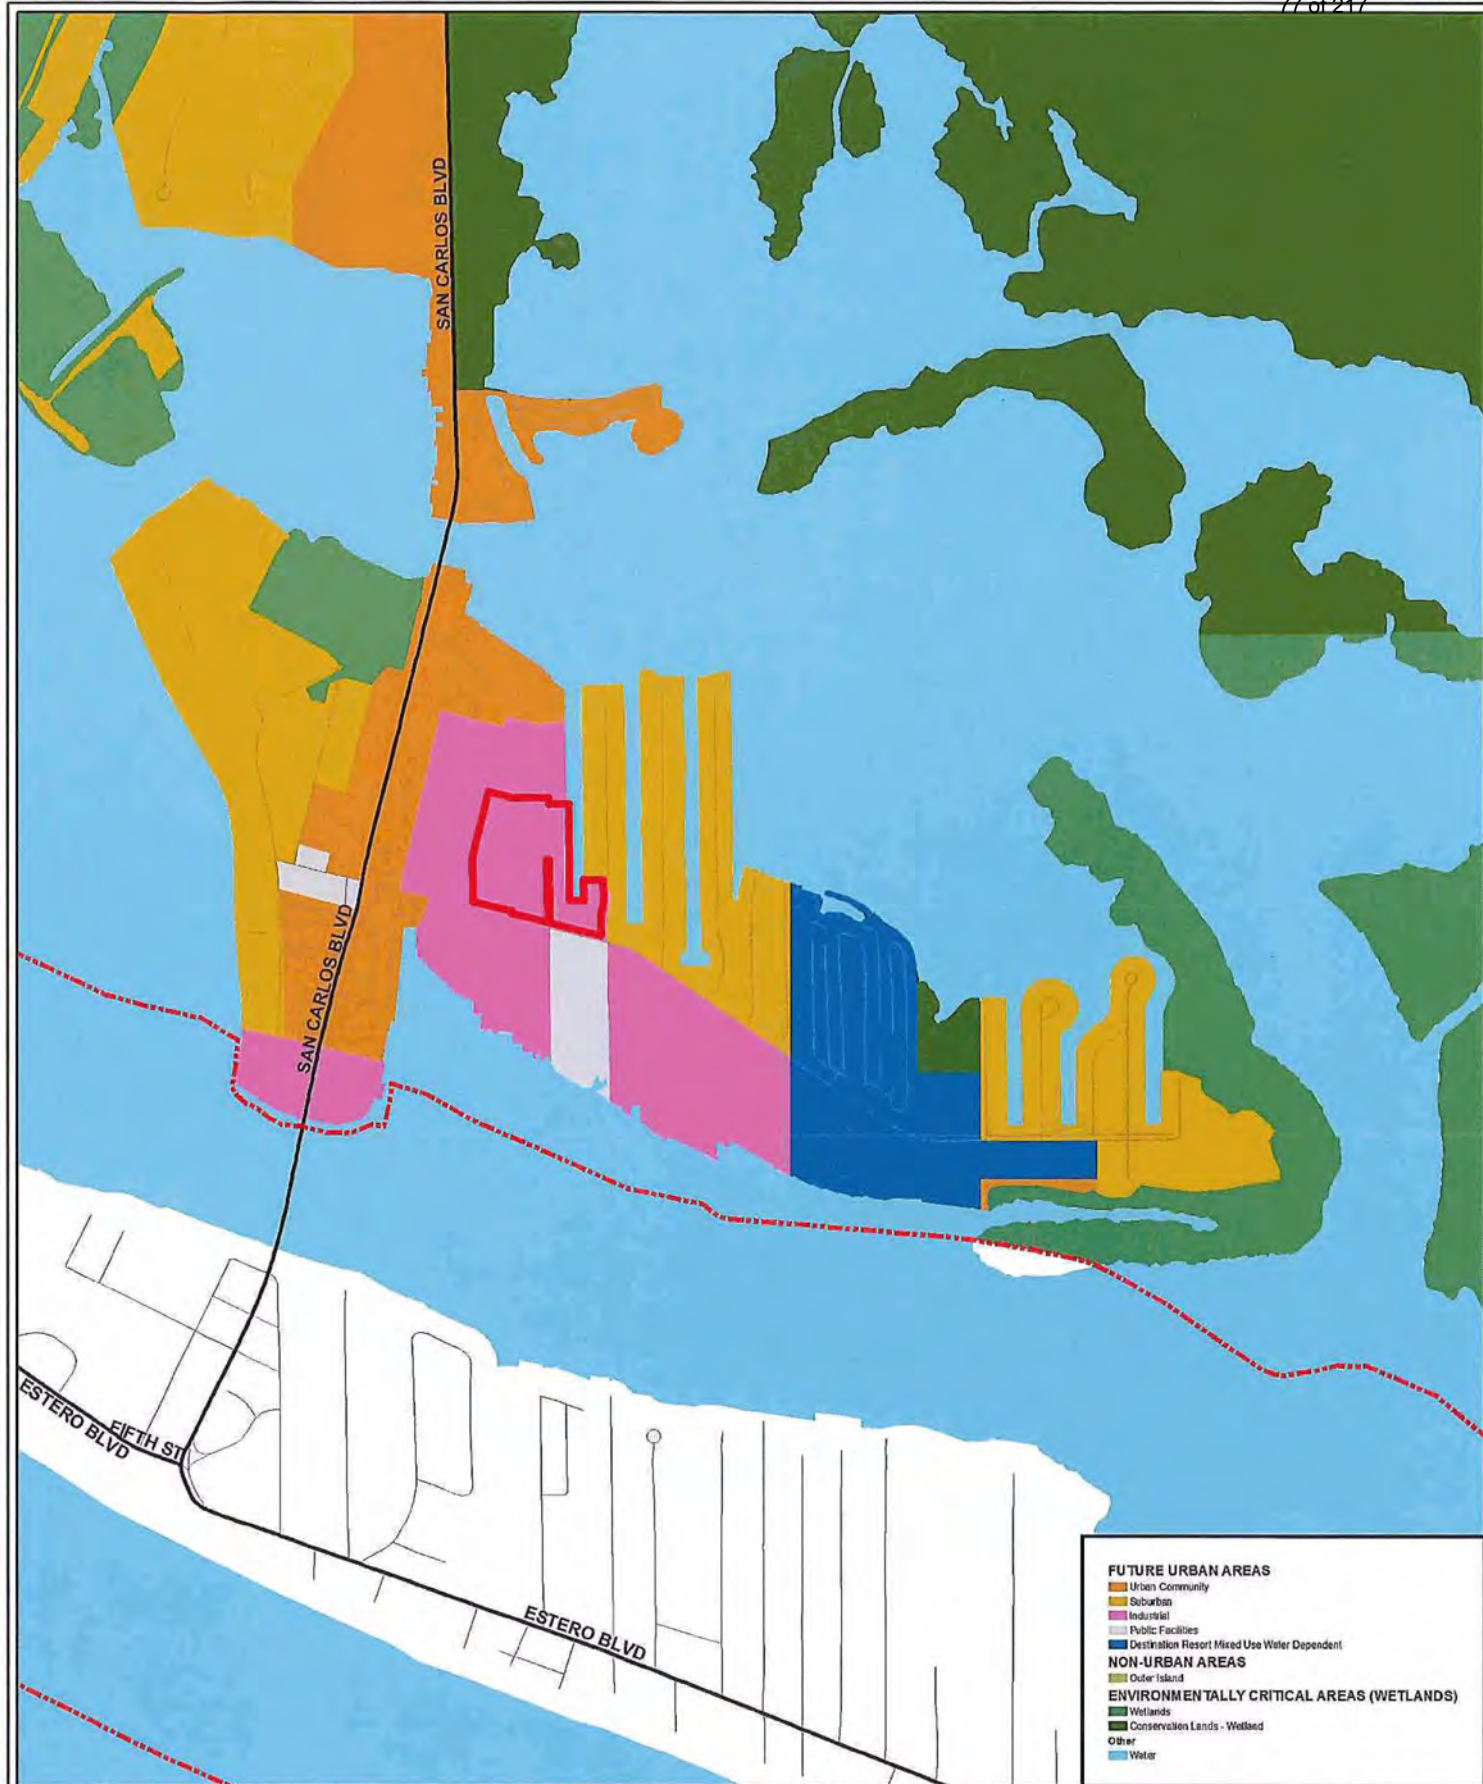 77 of 217
SAN CARLOS BLVD
SAN CARLOS BLVD
ESTERO BLVD
FIFTH ST
ESTERO BLVD
FUTURE URBAN AREAS
Urban Community
Suburban
Industrial
Public Facilities
Destination Resort Mixed Use Water Dependent
NON-URBAN AREAS
Outer Island
ENVIRONMENTALLY CRITICAL AREAS (WETLANDS)
Wetlands
Conservation Lands - Wetland
Other
Water